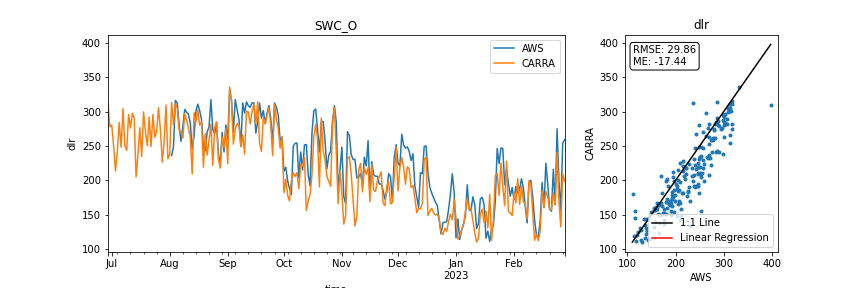 SWC_O
dlr
400
350
300
250
200
150
100
dlr
AWS
CARRA
Jul
Aug
Sep
Oct
Nov
Dec
Jan
2023
Feb
time
dlr
400
350
300
250
200
150
100
CARRA
RMSE: 29.86
ME: -17.44
1:1 Line
Linear Regression
100
200
300
400
AWS